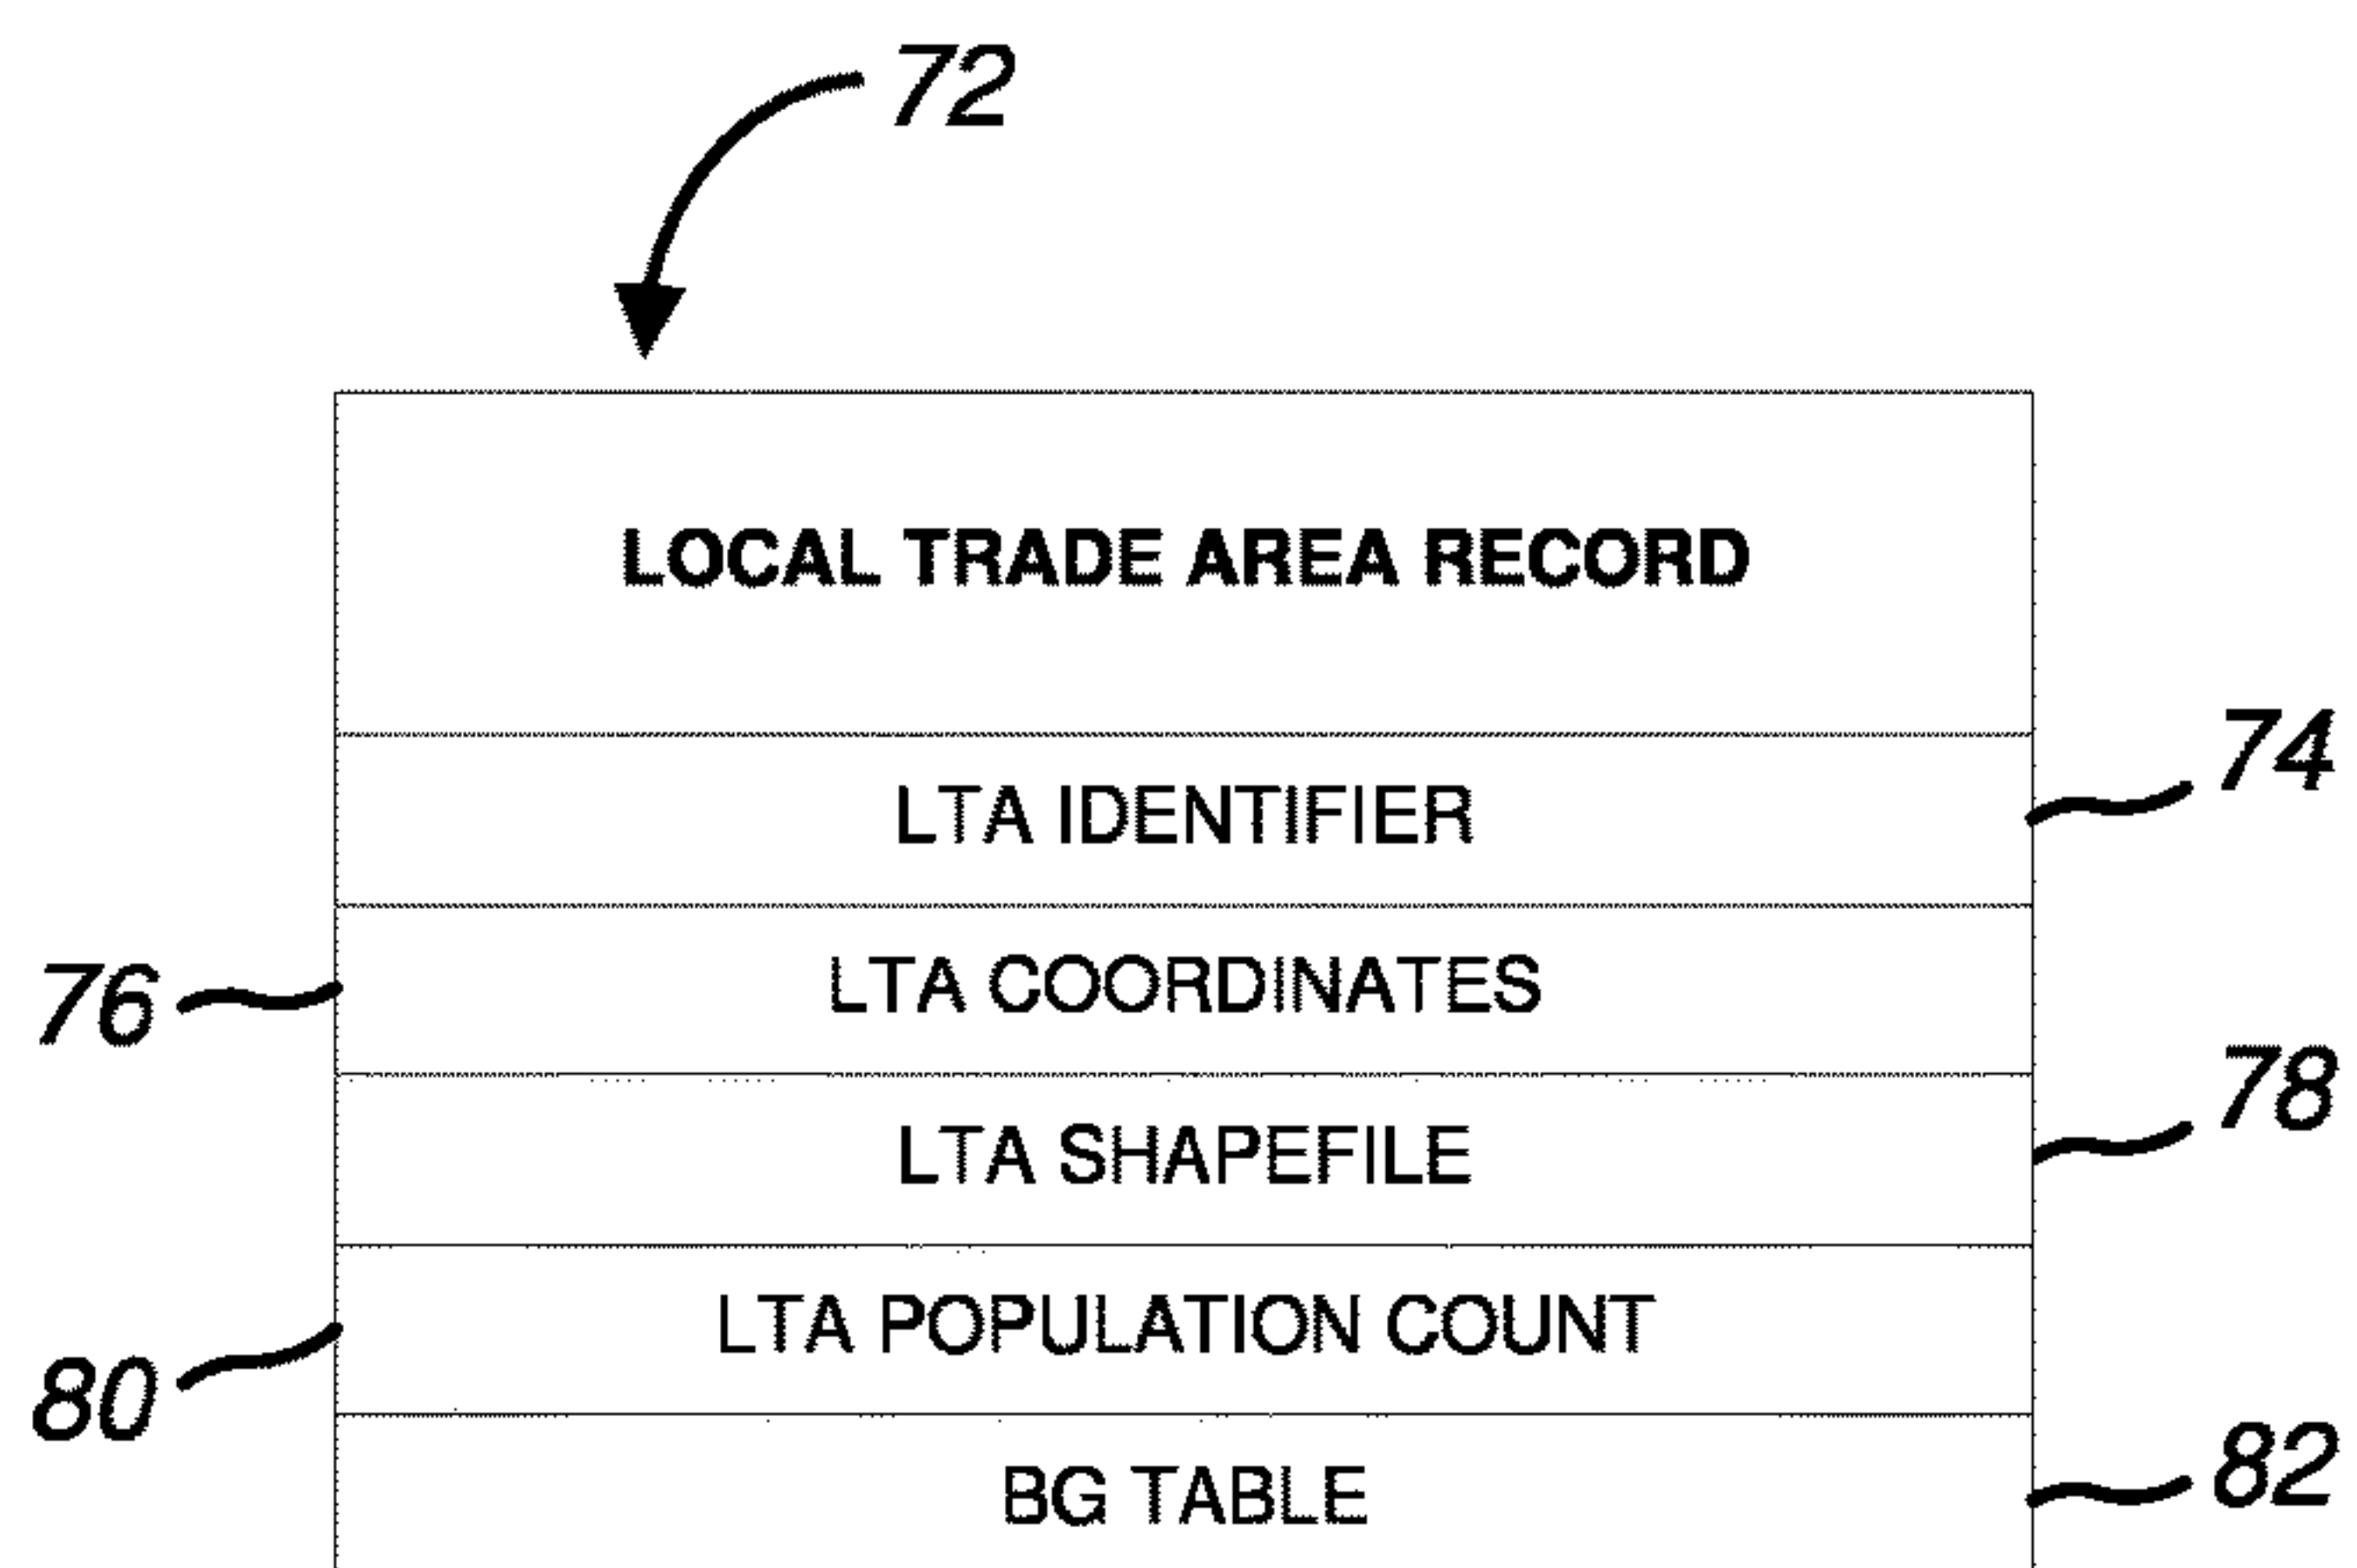 72
LOCAL TRADE AREA RECORD
74
LTA IDENTIFIER
76
LTA COORDINATES
78
LTA SHAPEFILE
80
LTA POPULATION COUNT
82
BG TABLE